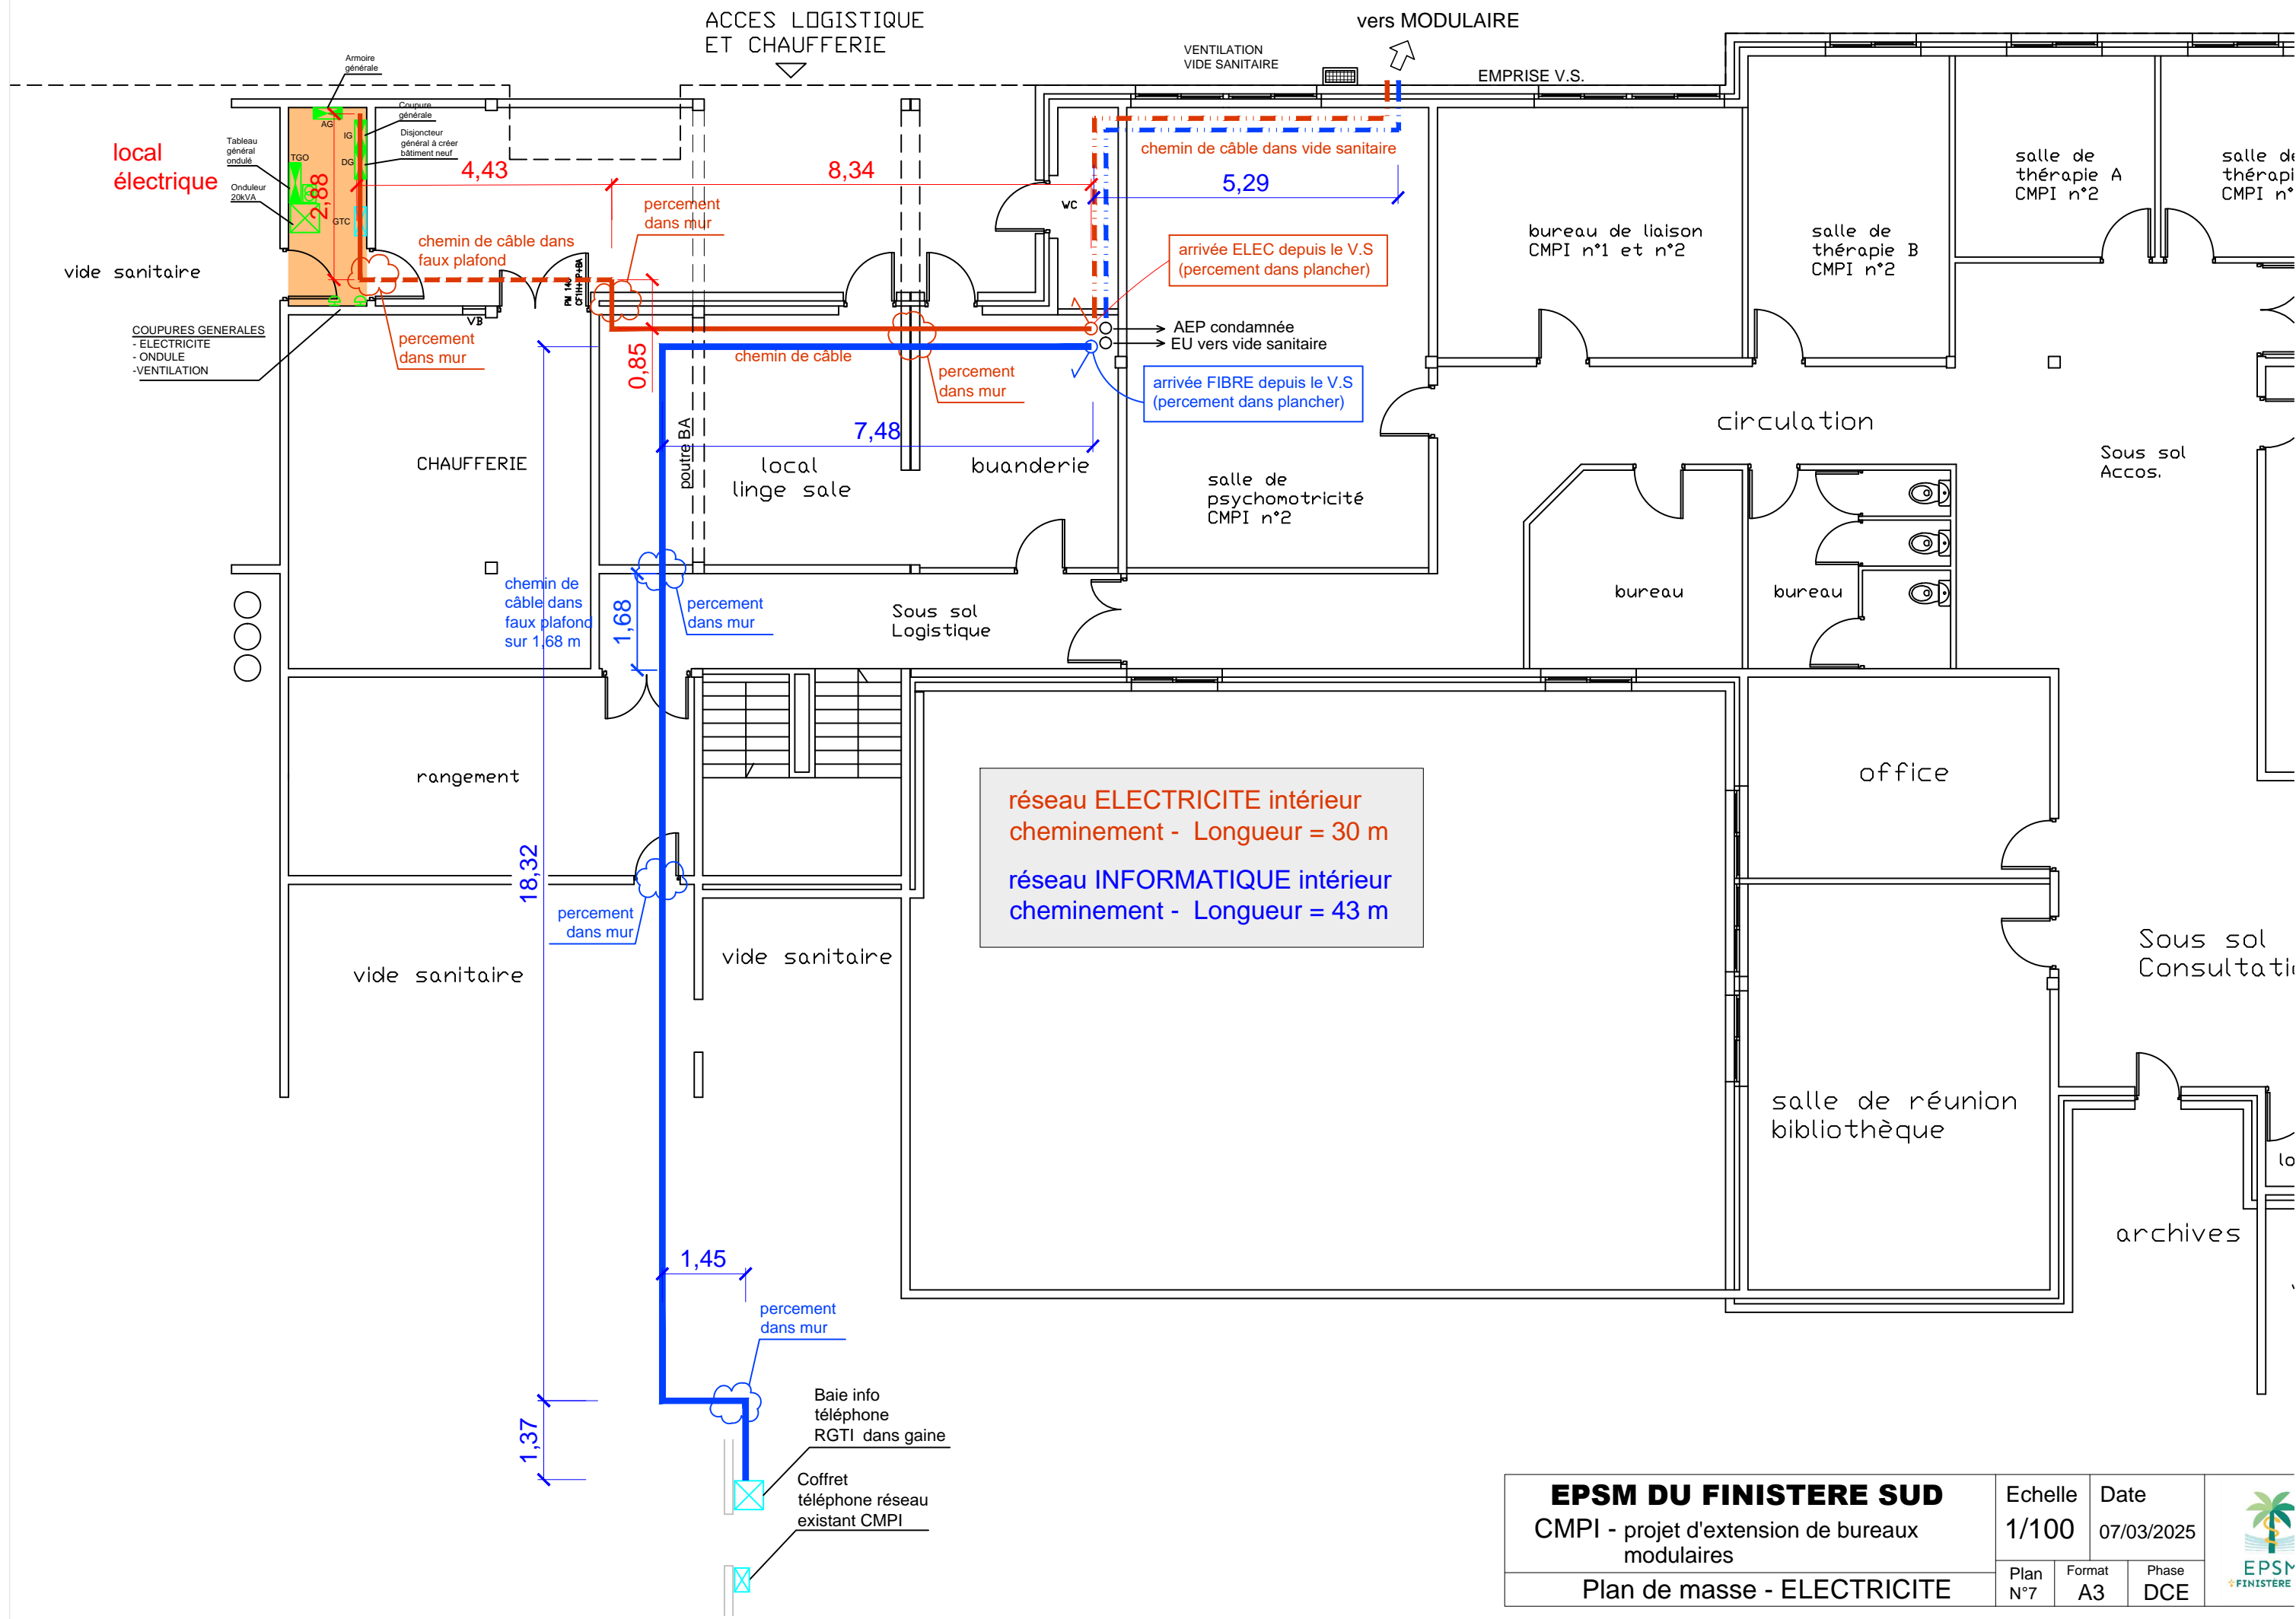 ACCES LOGISTIQUE
ET CHAUFFERIE
vers MODULAIRE
VENTILATION
VIDE SANITAIRE
EMPRISE V.S.
Armoire
générale
Coupure
générale
AG
IG
Disjoncteur
général à créer
bâtiment neuf
DG
Tableau
général
ondulé
TGO
Onduleur
20kVA
GTC
local
électrique
2,88
4,43
8,34
5,29
chemin de câble dans vide sanitaire
percement
dans mur
wc
chemin de câble dans
faux plafond
vide sanitaire
arrivée ELEC depuis le V.S
(percement dans plancher)
bureau de liaison
CMPI n°1 et n°2
salle de
thérapie B
CMPI n°2
salle de
thérapie A
CMPI n°2
VB
COUPURES GENERALES
- ELECTRICITE
- ONDULE
-VENTILATION
percement
dans mur
0,85
chemin de câble
percement
dans mur
AEP condamnée
EU vers vide sanitaire
arrivée FIBRE depuis le V.S
(percement dans plancher)
7,48
poutre BA
CHAUFFERIE
local
linge sale
buanderie
salle de
psychomotricité
CMPI n°2
circulation
Sous sol
Accos.
chemin de
câble dans
faux plafond
sur 1,68 m
1,68
percement
dans mur
Sous sol
Logistique
bureau
bureau
rangement
office
réseau ELECTRICITE intérieur
cheminement - Longueur = 30 m
réseau INFORMATIQUE intérieur
cheminement - Longueur = 43 m
18,32
percement
dans mur
vide sanitaire
vide sanitaire
Sous sol
salle de réunion
bibliothèque
archives
1,45
percement
dans mur
1,37
Baie info
téléphone
RGTI dans gaine
Coffret
téléphone réseau
existant CMPI
EPSM DU FINISTERE SUD
CMPI - projet d'extension de bureaux
modulaires
Plan de masse - ELECTRICITE
Echelle
1/100
Date
07/03/2025
Plan
N°7
Format
A3
Phase
DCE
FINISTERE